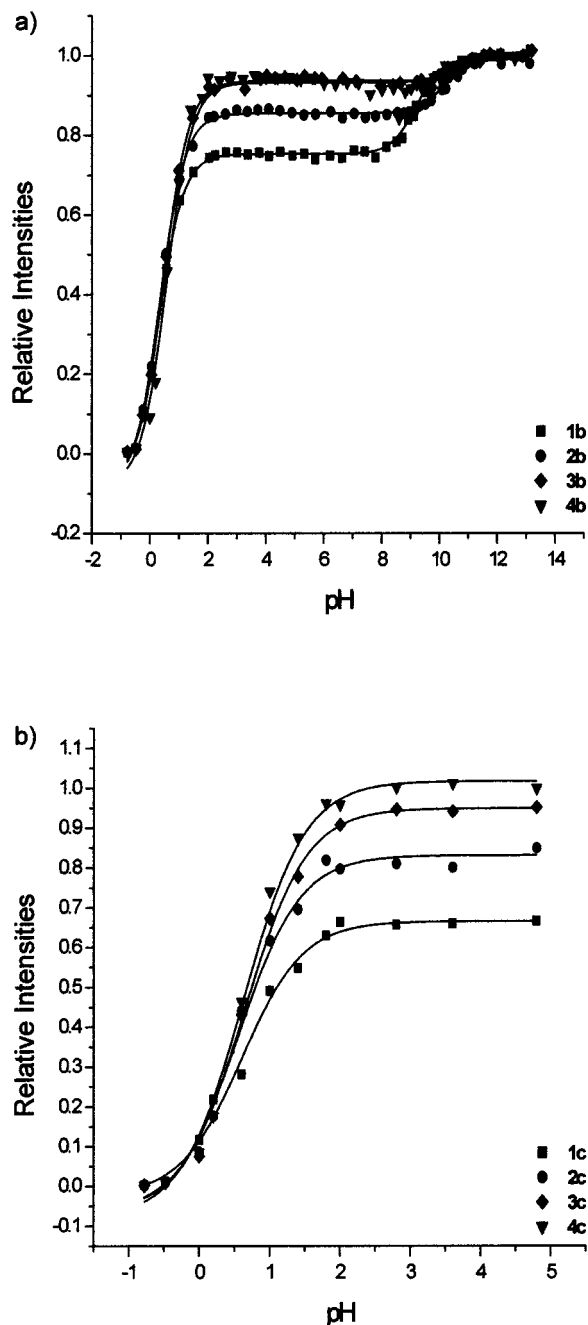 a)
1.0
0.8
0.6
0.4
0.2
0.0
-0.2
Relative Intensities
1b
2b
3b
4b
-2 0 2 4 6 8 10 12 14
pH
b)
1.1
1.0
0.9
0.8
0.7
0.6
0.5
0.4
0.3
0.2
0.1
0.0
-0.1
Relative Intensities
1c
2c
3c
4c
-1 0 1 2 3 4 5
pH